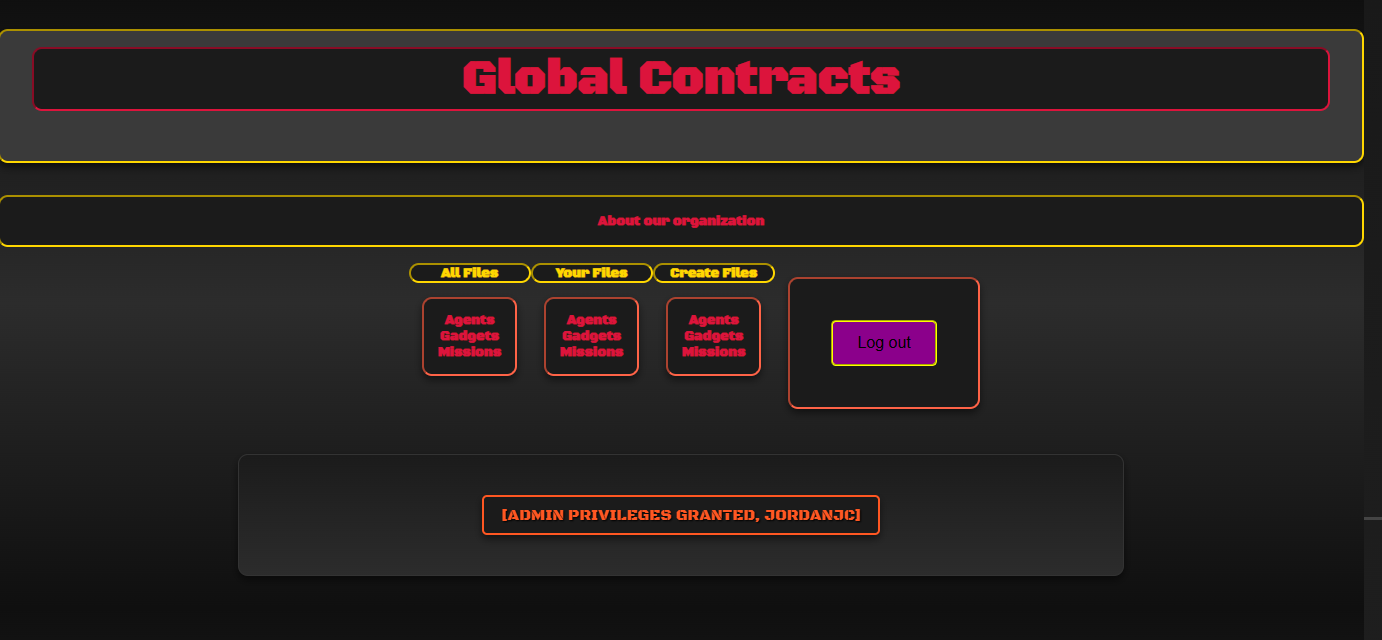 Global Contracts
About our organization
All Files
Your Files
Create Files
Agents
Gadgets
Missions
Agents
Gadgets
Missions
Agents
Gadgets
Missions
Log out
[ADMIN PRIVILEGES GRANTED, JORDANJC]